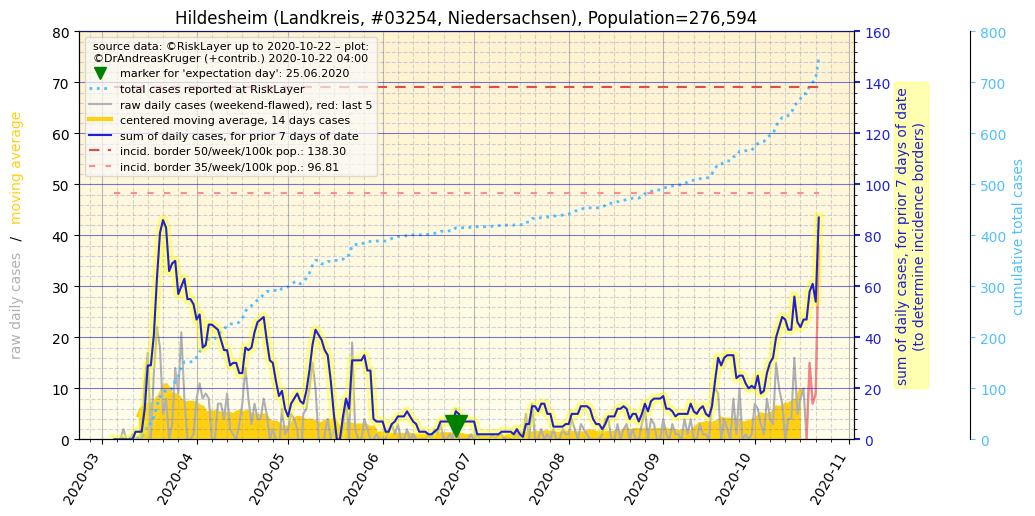 Hildesheim (Landkreis, #03254, Niedersachsen), Population=276,594
source data: ©RiskLayer up to 2020-10-22 – plot:
©DrAndreasKruger (+contrib.) 2020-10-22 04:00
marker for 'expectation day': 25.06.2020
total cases reported at RiskLayer
raw daily cases (weekend-flawed), red: last 5
centered moving average, 14 days cases
sum of daily cases, for prior 7 days of date
incid. border 50/week/100k pop.: 138.30
incid. border 35/week/100k pop.: 96.81
raw daily cases / moving average
80
70
60
50
40
30
20
10
0
2020-03
2020-04
2020-05
2020-06
2020-07
2020-08
2020-09
2020-10
2020-11
160
140
120
100
80
60
40
20
0
sum of daily cases, for prior 7 days of date
(to determine incidence borders)
800
700
600
500
400
300
200
100
0
cumulative total cases